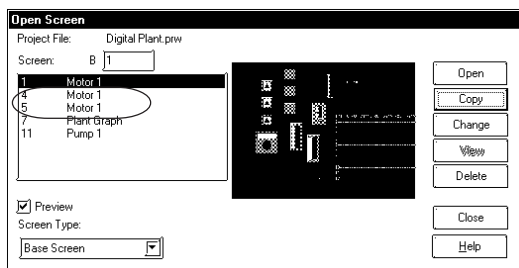 Open Screen
Project File: Digital Plant.prw
Screen: B 1
1 Motor 1
4 Motor 1
5 Motor 1
7 Plant Graph
11 Pump 1
Preview
Screen Type:
Base Screen
Open
Copy
Change
View
Delete
Close
Help